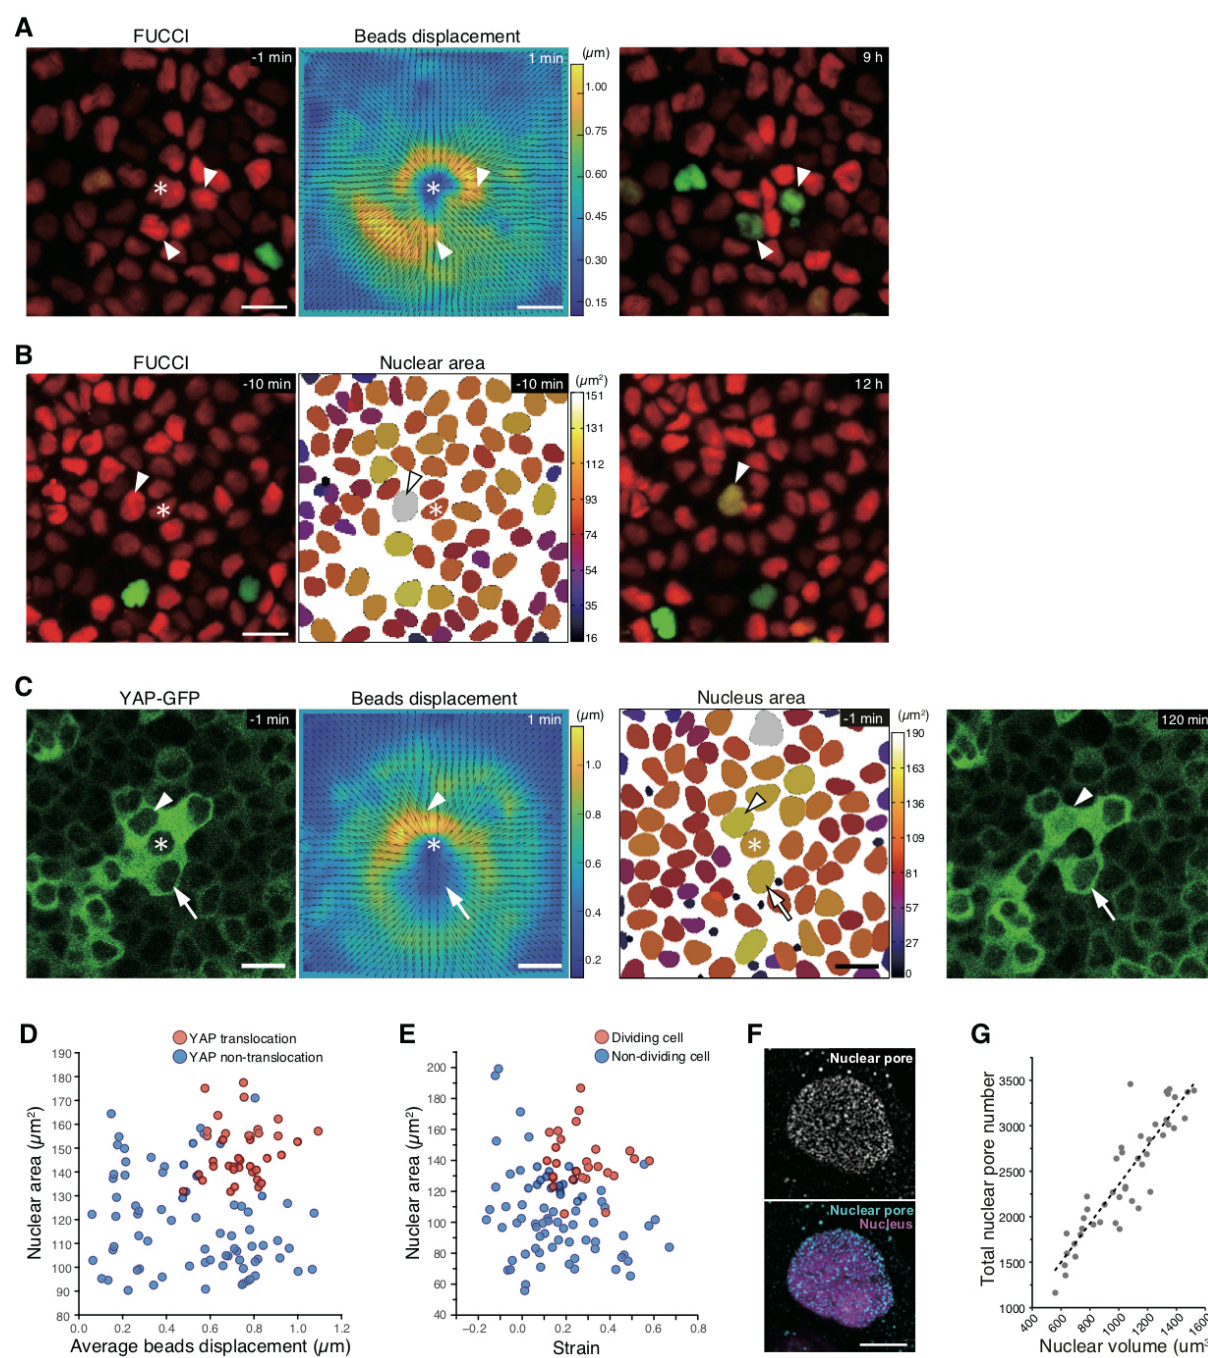 A
FUCCI
Beads displacement
-1 min
1 min
(µm)
1.00
0.75
0.60
0.45
0.30
0.15
9 h
*
*
B
FUCCI
Nuclear area
-10 min
-10 min
(µm²)
151
131
112
93
74
54
35
16
12 h
*
*
C
YAP-GFP
Beads displacement
Nucleus area
-1 min
1 min
(µm)
1.0
0.8
0.6
0.4
0.2
-1 min
(µm²)
190
163
136
109
81
57
27
0
120 min
*
*
*
D
YAP translocation
YAP non-translocation
Nuclear area (µm²)
190
180
170
160
150
140
130
120
110
100
90
80
0.0 0.2 0.4 0.6 0.8 1.0 1.2
Average beads displacement (µm)
E
Dividing cell
Non-dividing cell
Nuclear area (µm²)
200
180
160
140
120
100
80
60
40
−0.2 0.0 0.2 0.4 0.6 0.8
Strain
F
Nuclear pore
Nuclear pore
Nucleus
G
Total nuclear pore number
3500
3000
2500
2000
1500
1000
400 600 800 1000 1200 1400 1600
Nuclear volume (um³